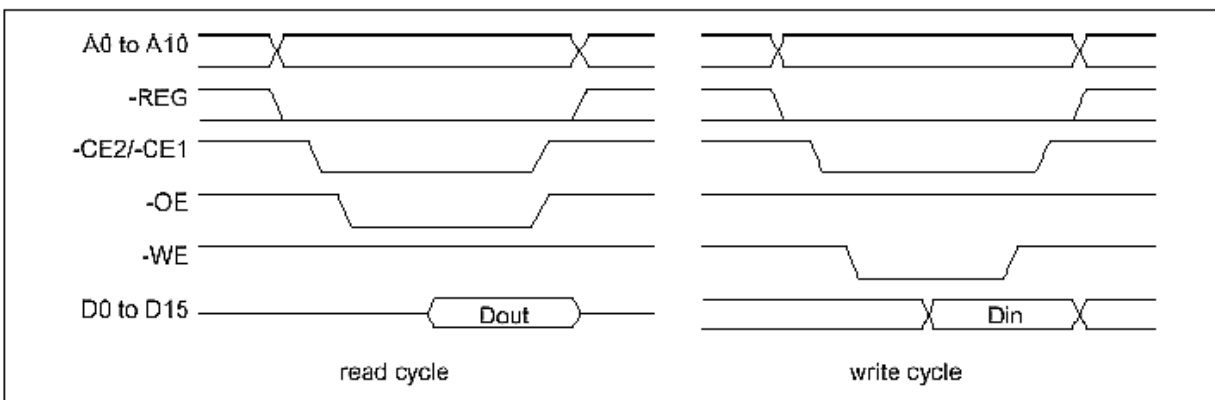 A0 to A10
-REG
-CE2/-CE1
-OE
-WE
D0 to D15
Dout
Din
read cycle
write cycle